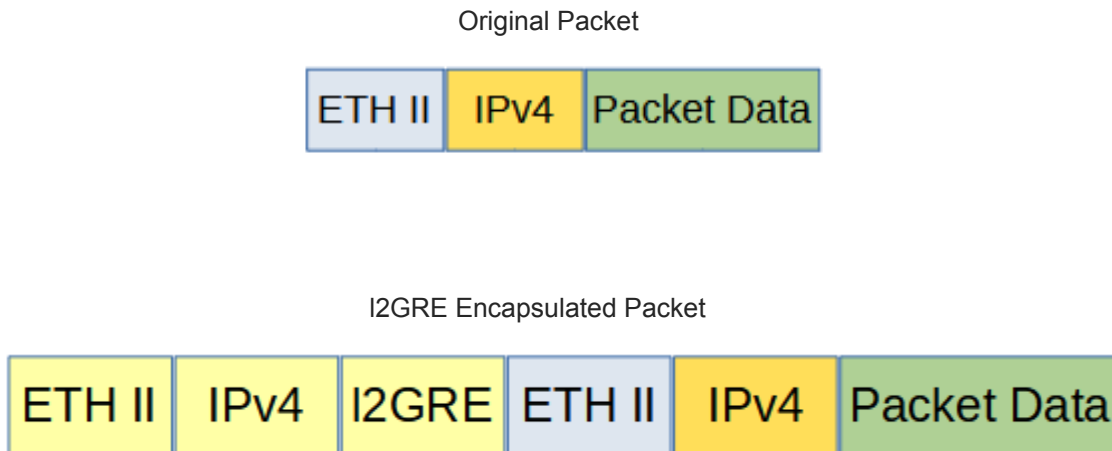 Original Packet
ETH II IPv4 Packet Data
l2GRE Encapsulated Packet
ETH II IPv4 l2GRE ETH II IPv4 Packet Data